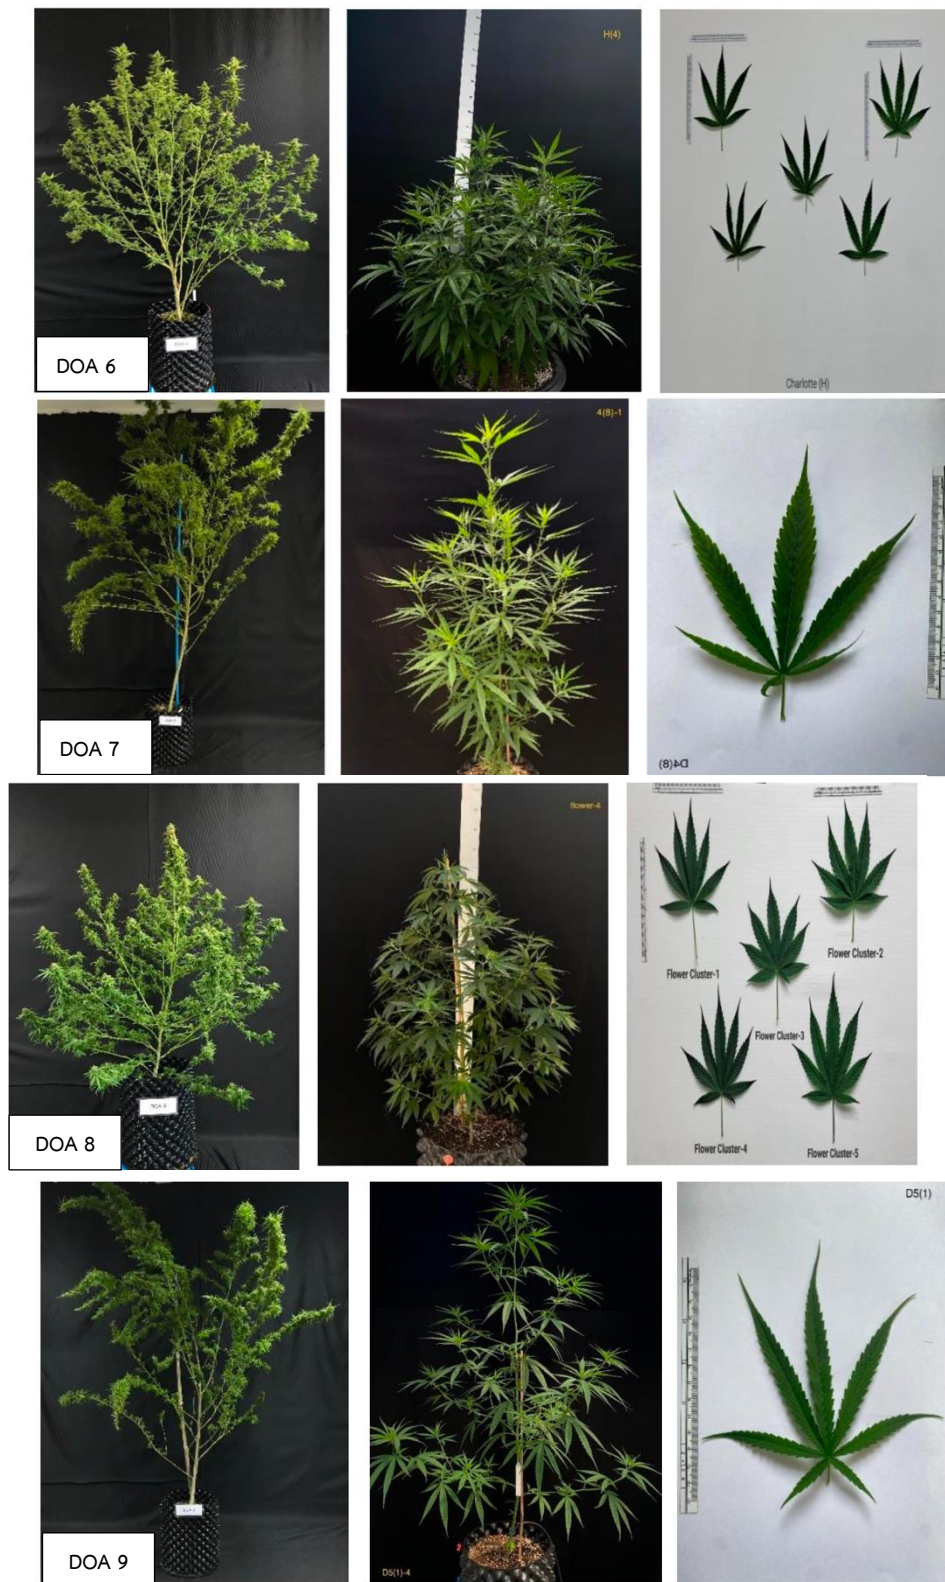 DOA 6
H(4)
Charlotte (H)
DOA 7
4(8)-1
D4(8)
DOA 8
flower-4
Flower Cluster-1
Flower Cluster-2
Flower Cluster-3
Flower Cluster-4
Flower Cluster-5
DOA 9
D5(1)-4
D5(1)